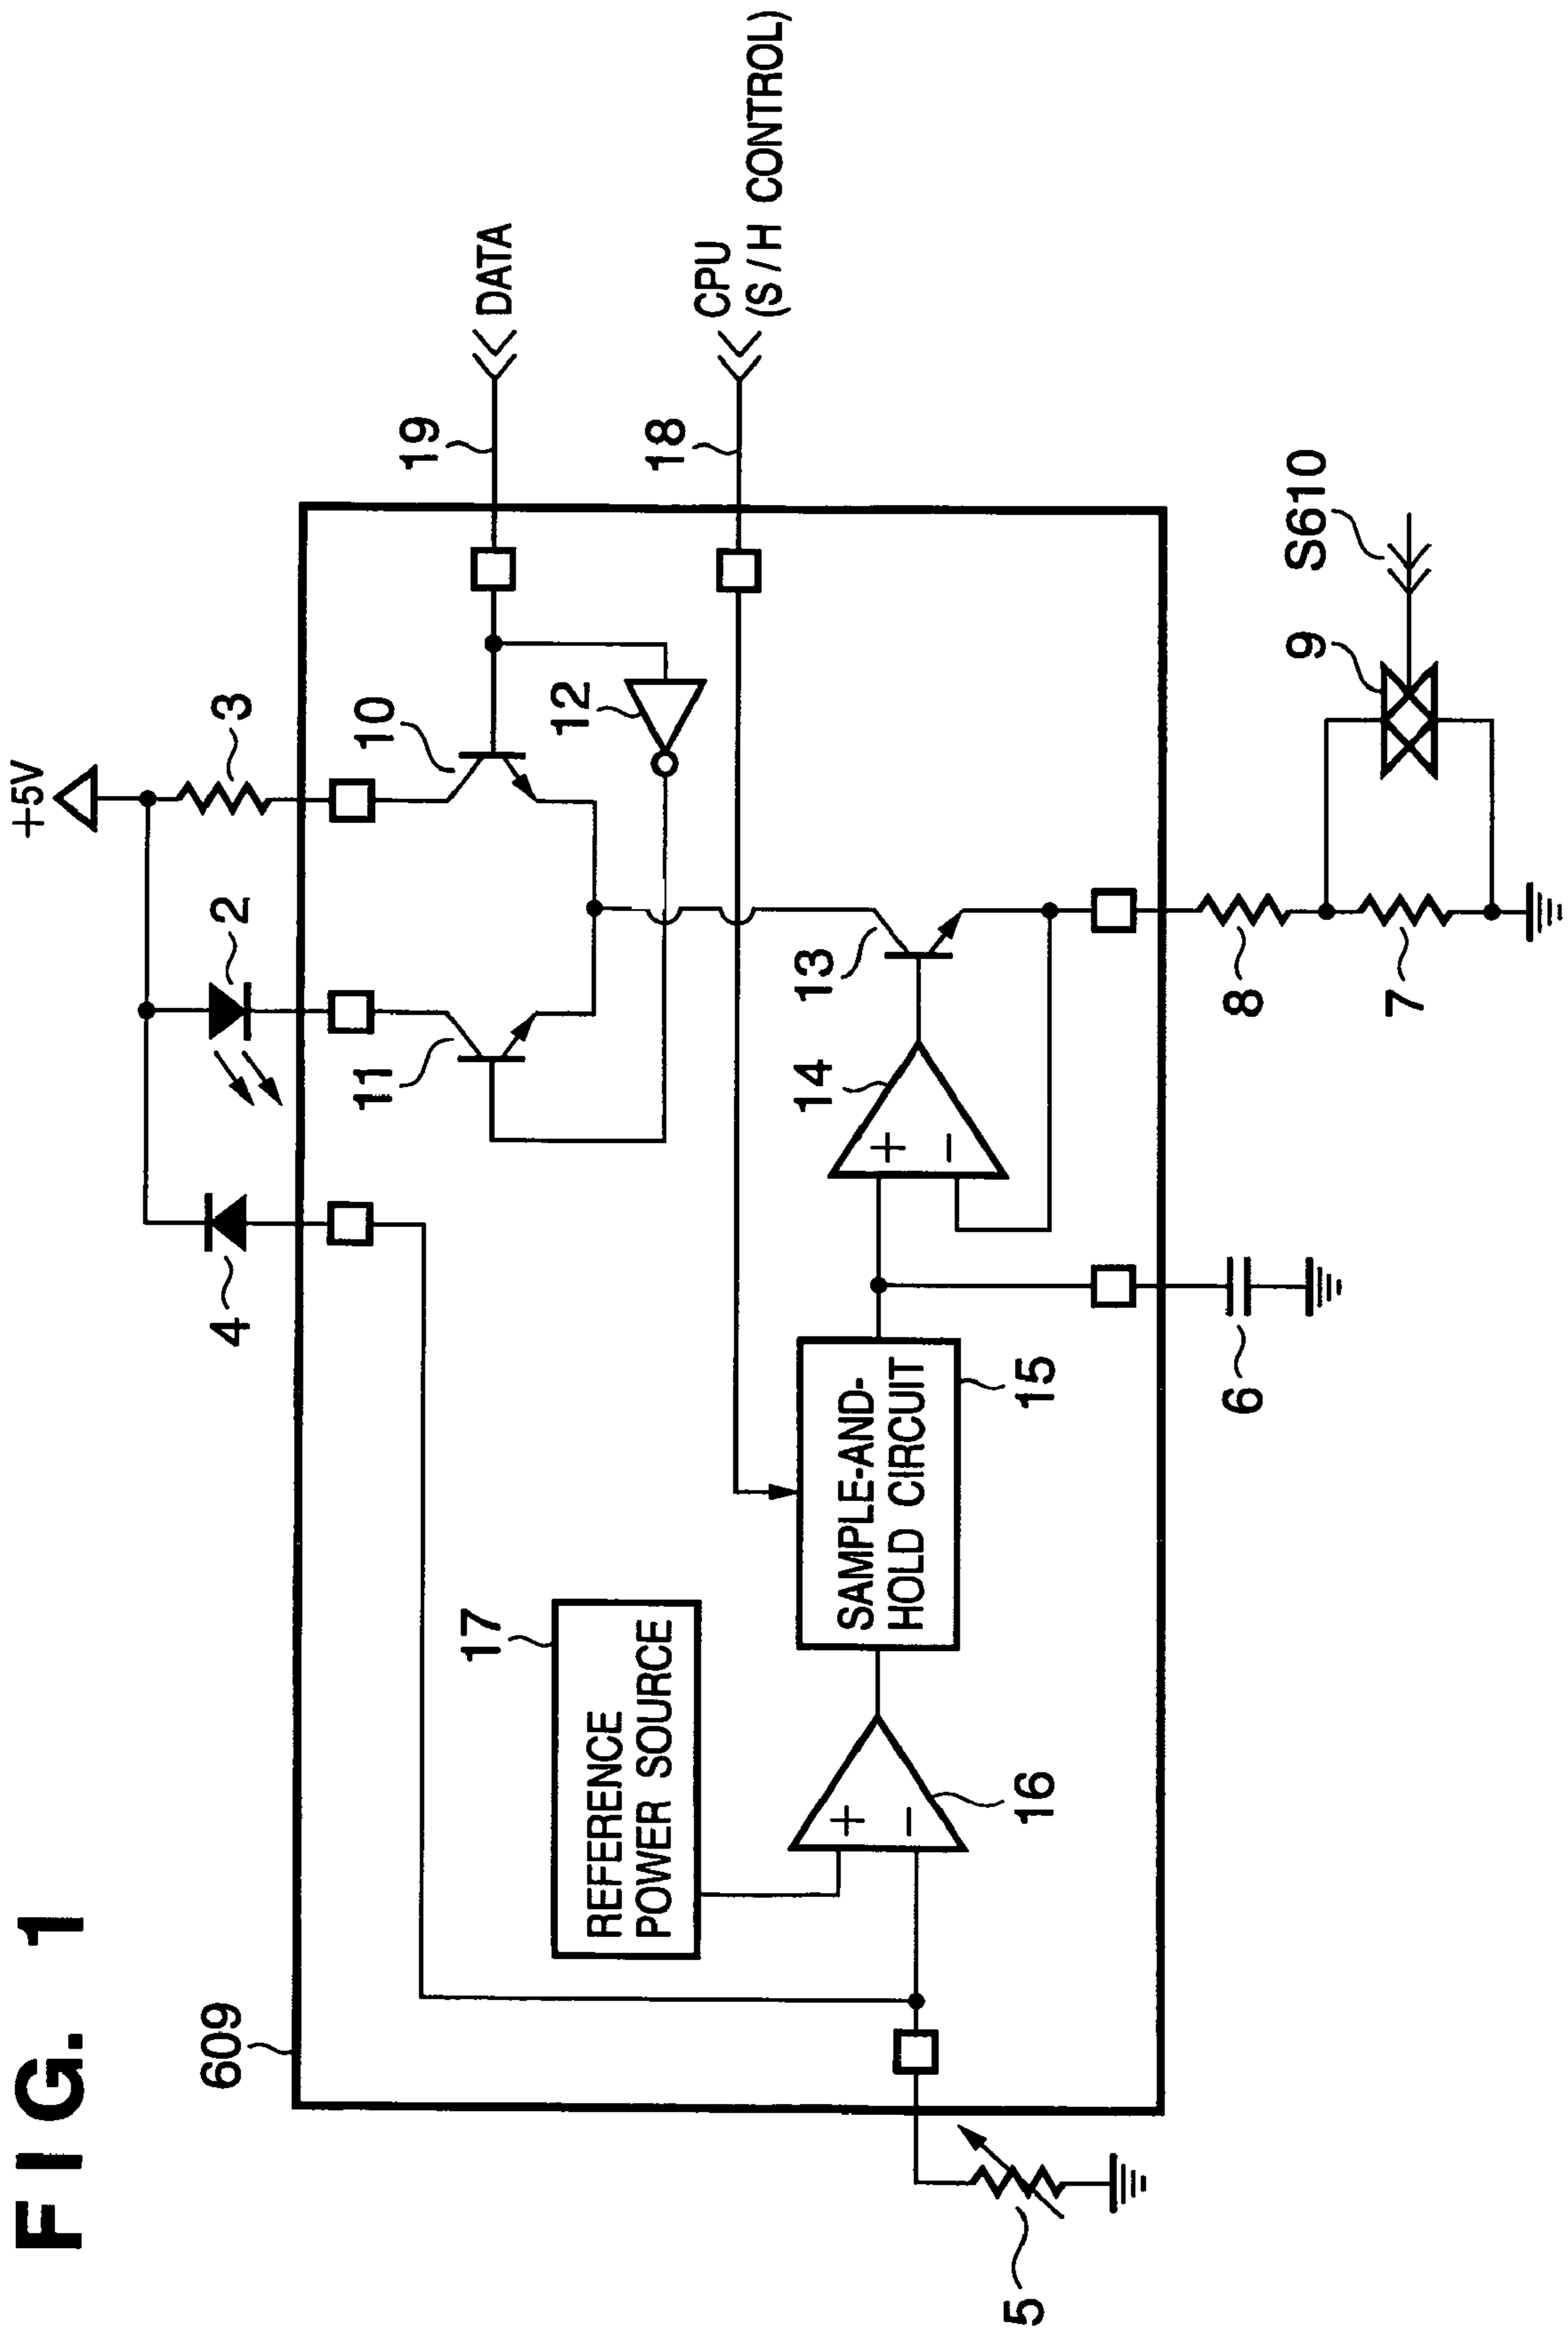 FIG. 1
+5V
609
4
2
3
11
10
19
DATA
17
REFERENCE
POWER SOURCE
12
18
CPU
(S/H CONTROL)
14
13
+
−
+
−
SAMPLE-AND-
HOLD CIRCUIT
16
15
5
6
8
7
9
S610